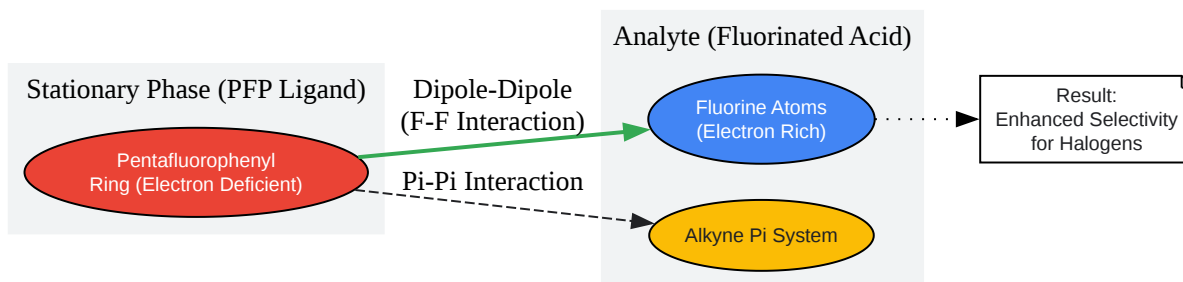 Stationary Phase (PFP Ligand)
Pentafluorophenyl
Ring (Electron Deficient)
Dipole-Dipole
(F-F Interaction)
Pi-Pi Interaction
Analyte (Fluorinated Acid)
Fluorine Atoms
(Electron Rich)
Alkyne Pi System
Result:
Enhanced Selectivity
for Halogens